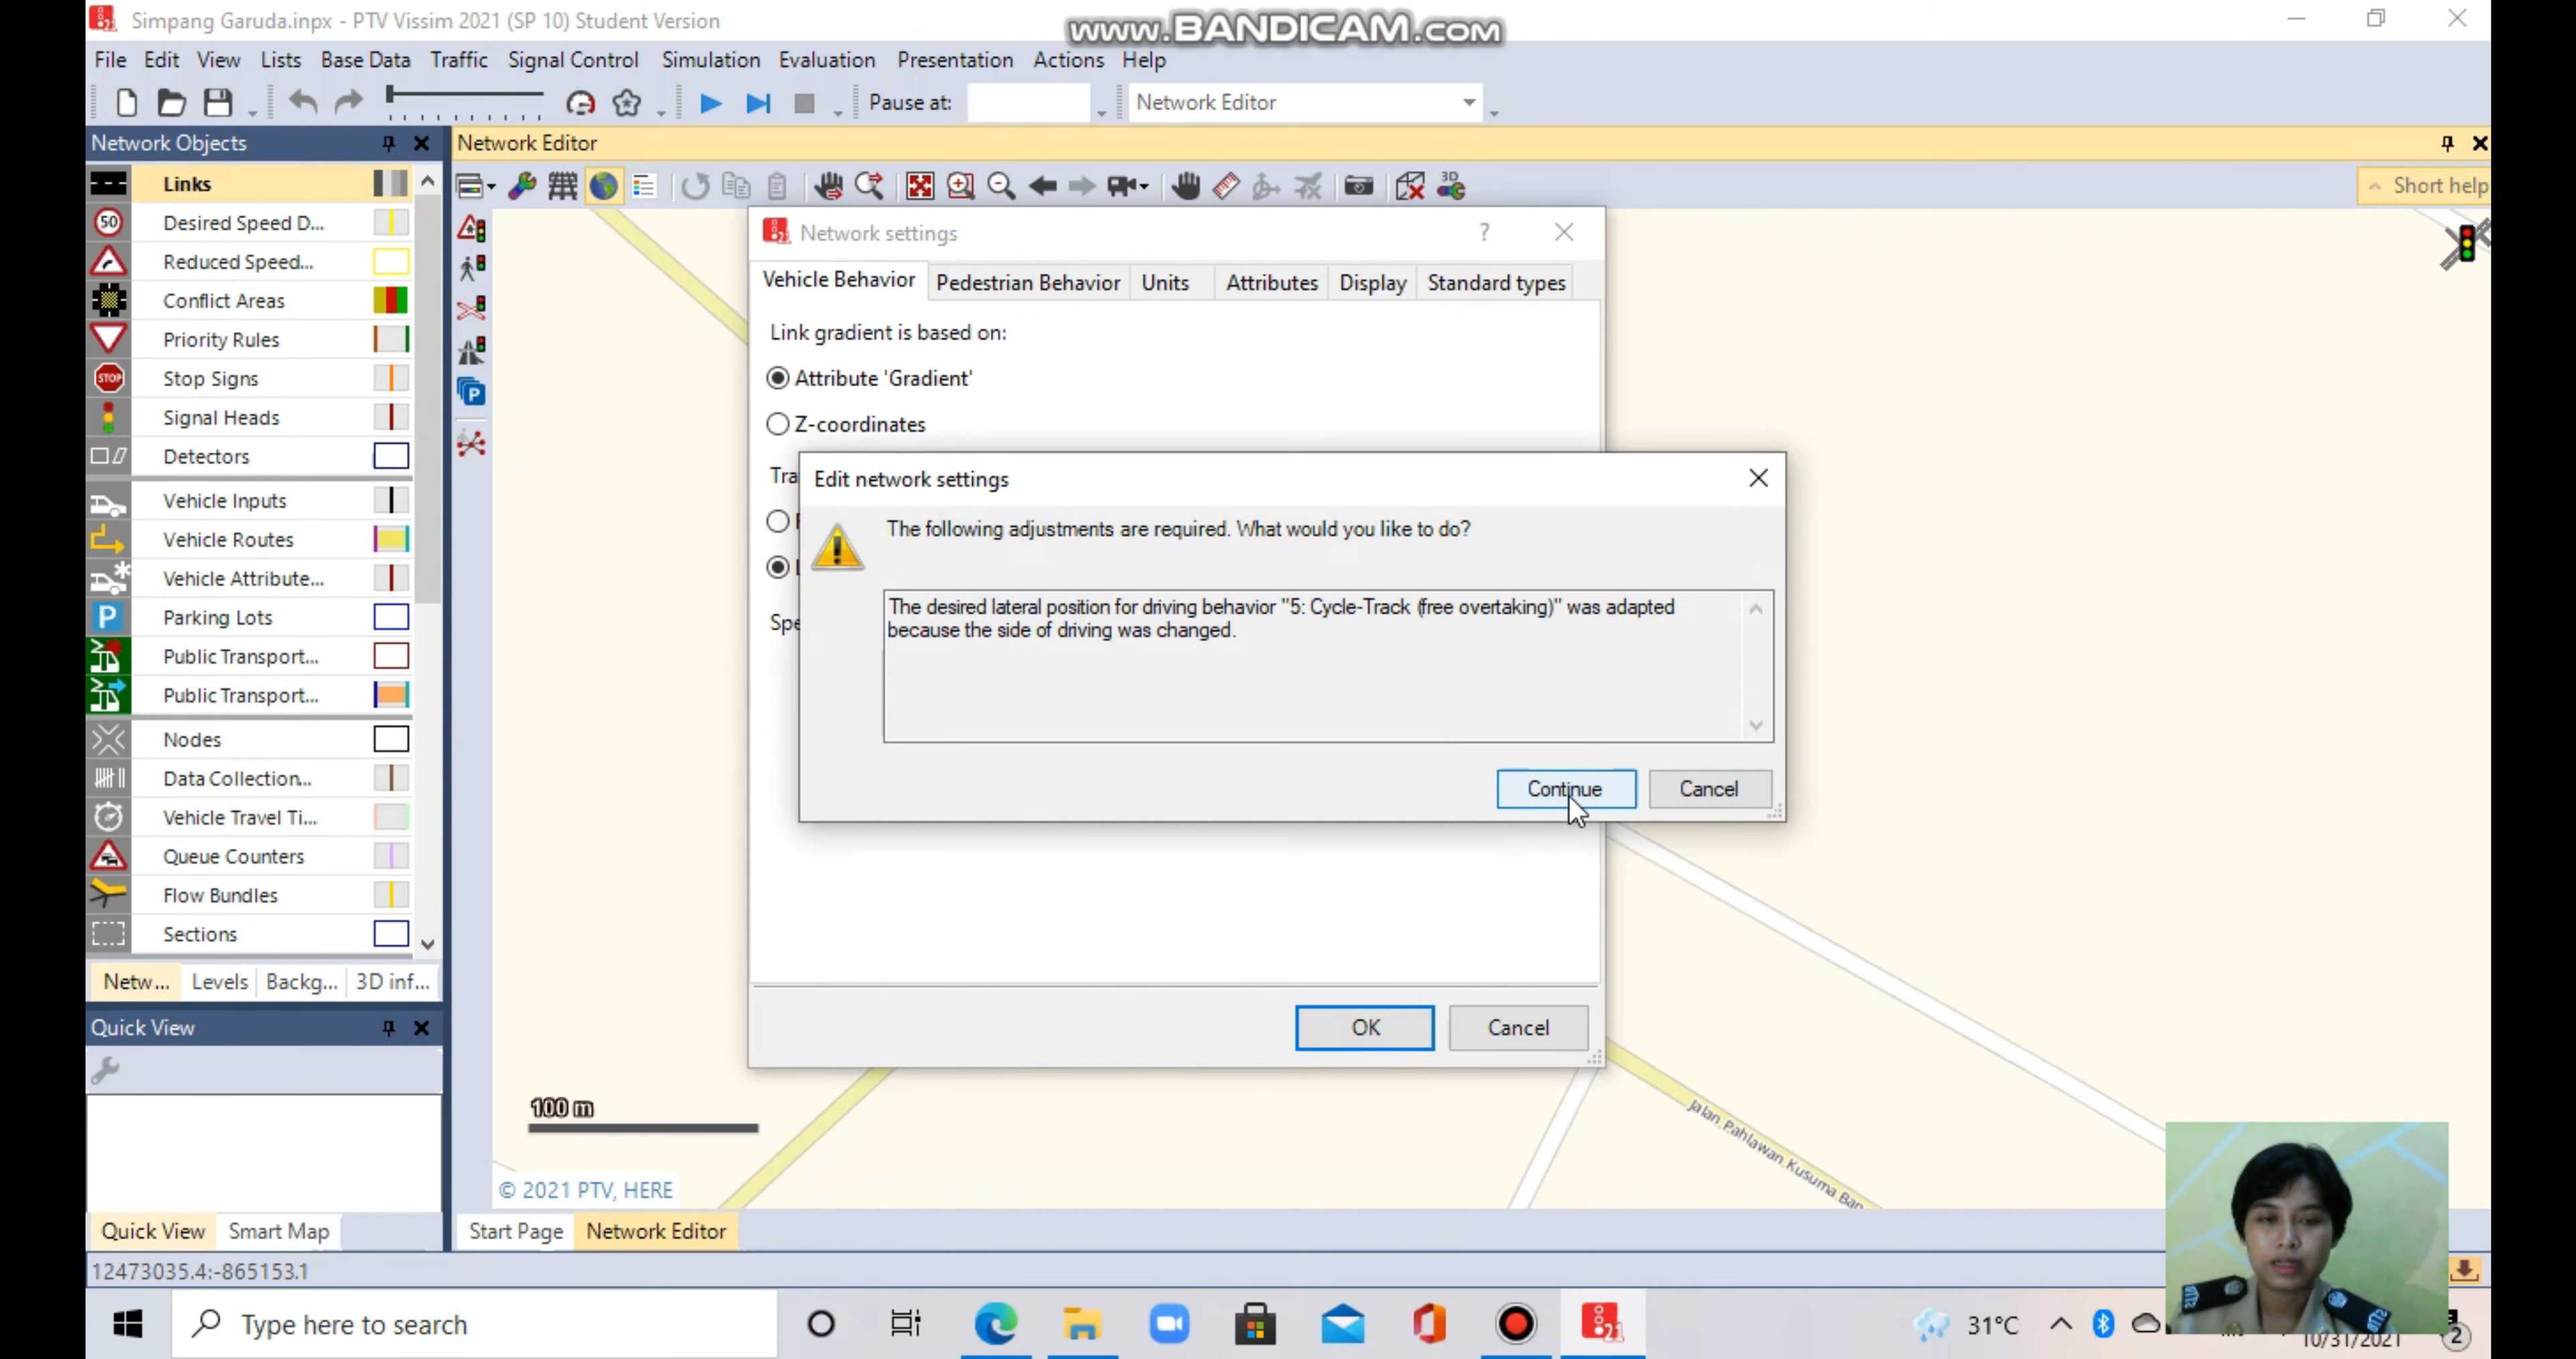 Simpang Garuda.inpx - PTV Vissim 2021 (SP 10) Student Version
www.BANDICAM.com
File Edit View Lists Base Data Traffic Signal Control Simulation Evaluation Presentation Actions Help
Pause at:
Network Editor
Network Objects
Network Editor
Links
Short help
50
Desired Speed D...
Reduced Speed...
Conflict Areas
Priority Rules
STOP
Stop Signs
Signal Heads
Detectors
Vehicle Inputs
Vehicle Routes
Vehicle Attribute...
P
Parking Lots
Public Transport...
Public Transport...
Nodes
Data Collection...
Vehicle Travel Ti...
Queue Counters
Flow Bundles
Sections
Netw... Levels Backg... 3D inf...
Quick View
Quick View Smart Map
3D
P
Network settings
?
Vehicle Behavior Pedestrian Behavior Units Attributes Display Standard types
Link gradient is based on:
Attribute 'Gradient'
Z-coordinates
Tra
Spe
Edit network settings
The following adjustments are required. What would you like to do?
The desired lateral position for driving behavior "5: Cycle-Track (free overtaking)" was adapted
because the side of driving was changed.
Continue Cancel
OK Cancel
100 m
Jalan Pahlawan Kusuma Ban
© 2021 PTV, HERE
Start Page Network Editor
12473035.4:-865153.1
Type here to search
21
31°C
10/31/2021
2